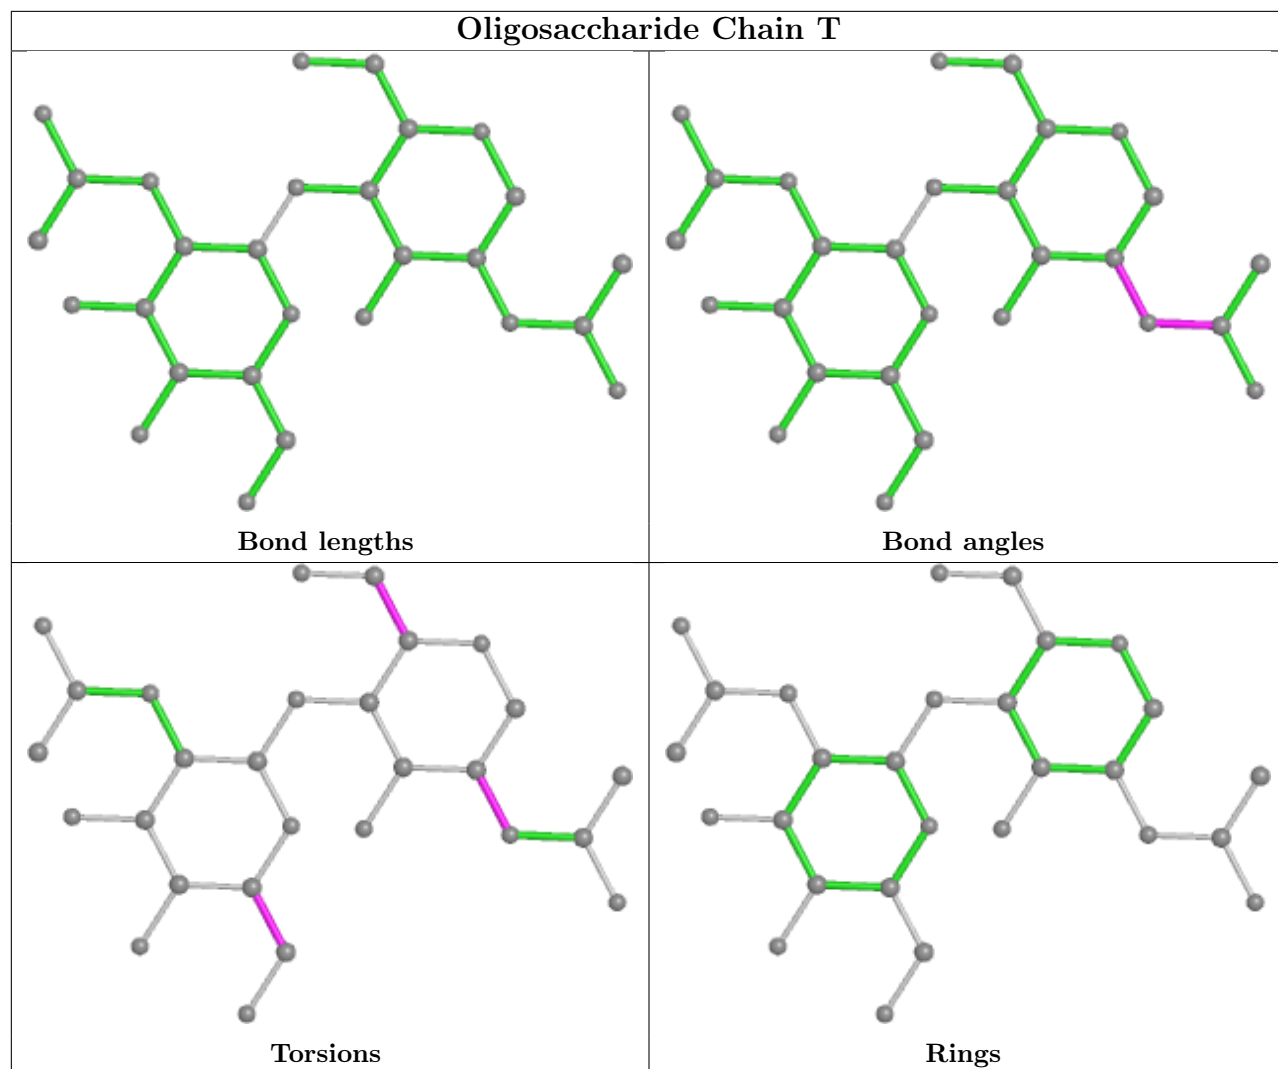 Oligosaccharide Chain T
Bond lengths
Bond angles
Torsions
Rings